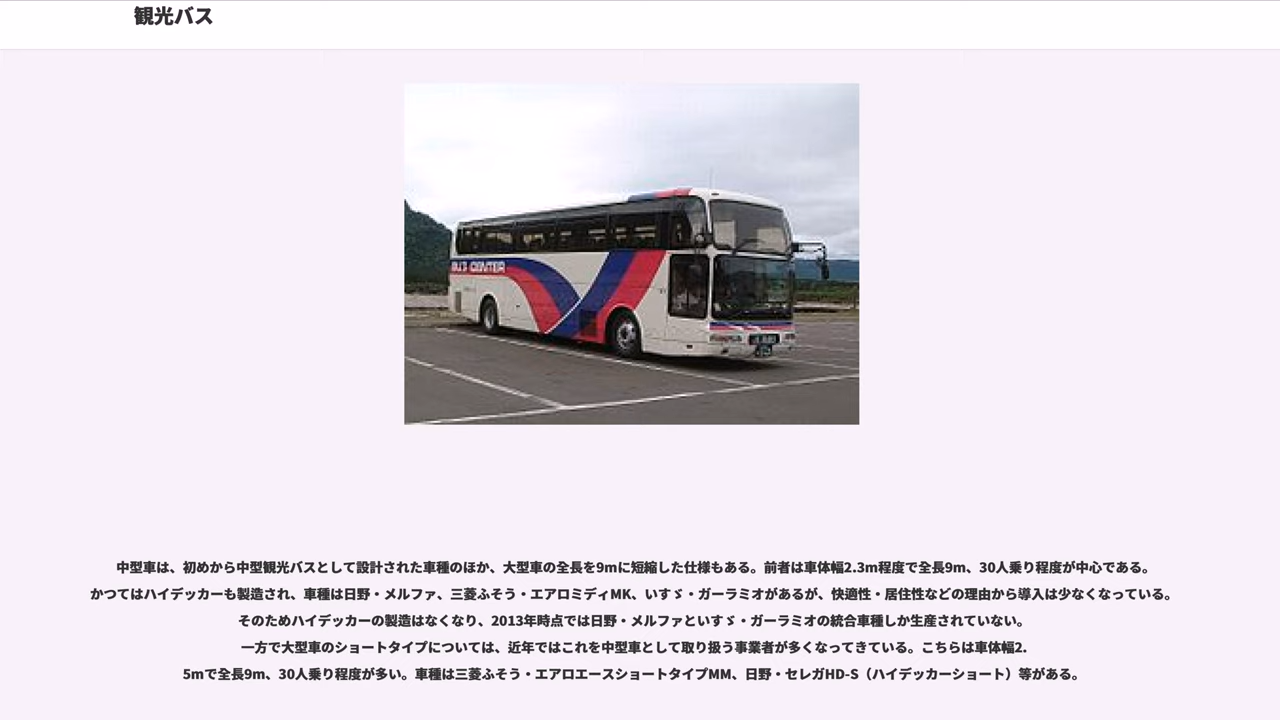 観光バス
BUS CENTER
中型車は、初めから中型観光バスとして設計された車種のほか、大型車の全長を9mに短縮した仕様もある。前者は車体幅2.3m程度で全長9m、30人乗り程度が中心である。
かつてはハイデッカーも製造され、車種は日野・メルファ、三菱ふそう・エアロミディMK、いすゞ・ガーラミオがあるが、快適性・居住性などの理由から導入は少なくなっている。
そのためハイデッカーの製造はなくなり、2013年時点では日野・メルファといすゞ・ガーラミオの統合車種しか生産されていない。
一方で大型車のショートタイプについては、近年ではこれを中型車として取り扱う事業者が多くなってきている。こちらは車体幅2.
5mで全長9m、30人乗り程度が多い。車種は三菱ふそう・エアロエースショートタイプMM、日野・セレガHD-S（ハイデッカーショート）等がある。